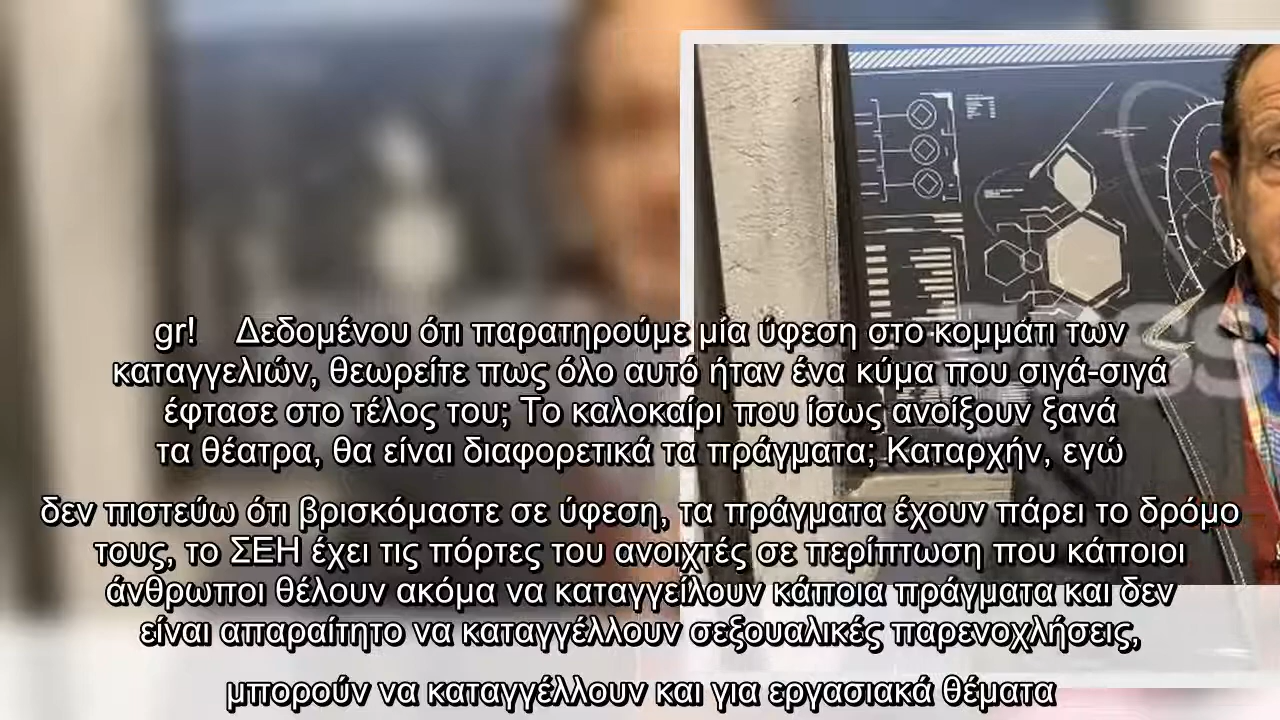 gr! Δεδομένου ότι παρατηρούμε μία ύφεση στο κομμάτι των
καταγγελιών, θεωρείτε πως όλο αυτό ήταν ένα κύμα που σιγά-σιγά
έφτασε στο τέλος του; Το καλοκαίρι που ίσως ανοίξουν ξανά
τα θέατρα, θα είναι διαφορετικά τα πράγματα; Καταρχήν, εγώ
δεν πιστεύω ότι βρισκόμαστε σε ύφεση, τα πράγματα έχουν πάρει το δρόμο
τους, το ΣΕΗ έχει τις πόρτες του ανοιχτές σε περίπτωση που κάποιοι
άνθρωποι θέλουν ακόμα να καταγγείλουν κάποια πράγματα και δεν
είναι απαραίτητο να καταγγέλλουν σεξουαλικές παρενοχλήσεις,
μπορούν να καταγγέλλουν και για εργασιακά θέματα